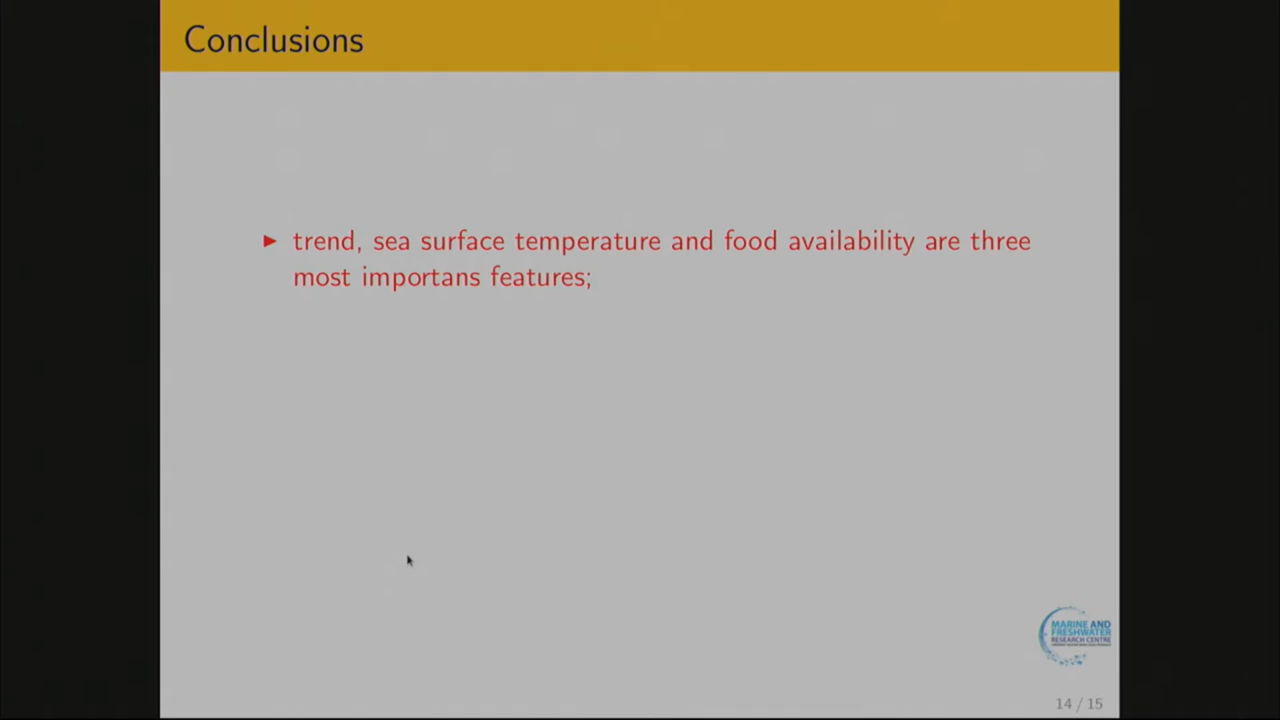 Conclusions
▶ trend, sea surface temperature and food availability are three
most importans features;
MARINE AND
FRESHWATER
RESEARCH CENTRE
14 / 15